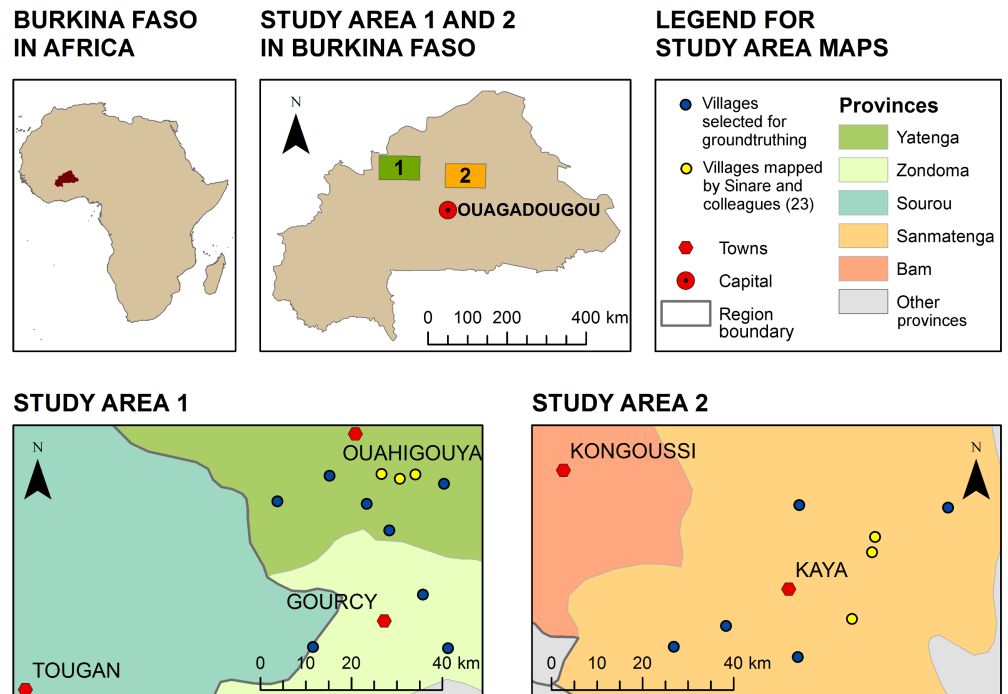 BURKINA FASO
IN AFRICA
STUDY AREA 1 AND 2
IN BURKINA FASO
LEGEND FOR
STUDY AREA MAPS
N
1
2
OUAGADOUGOU
0 100 200 400 km
Villages
selected for
groundtruthing
Villages mapped
by Sinare and
colleagues (23)
Towns
Capital
Region
boundary
Provinces
Yatenga
Zondoma
Sourou
Sanmatenga
Bam
Other
provinces
STUDY AREA 1
N
OUAHIGOUYA
GOURCY
TOUGAN
0 10 20 40 km
STUDY AREA 2
KONGOUSSI
N
KAYA
0 10 20 40 km